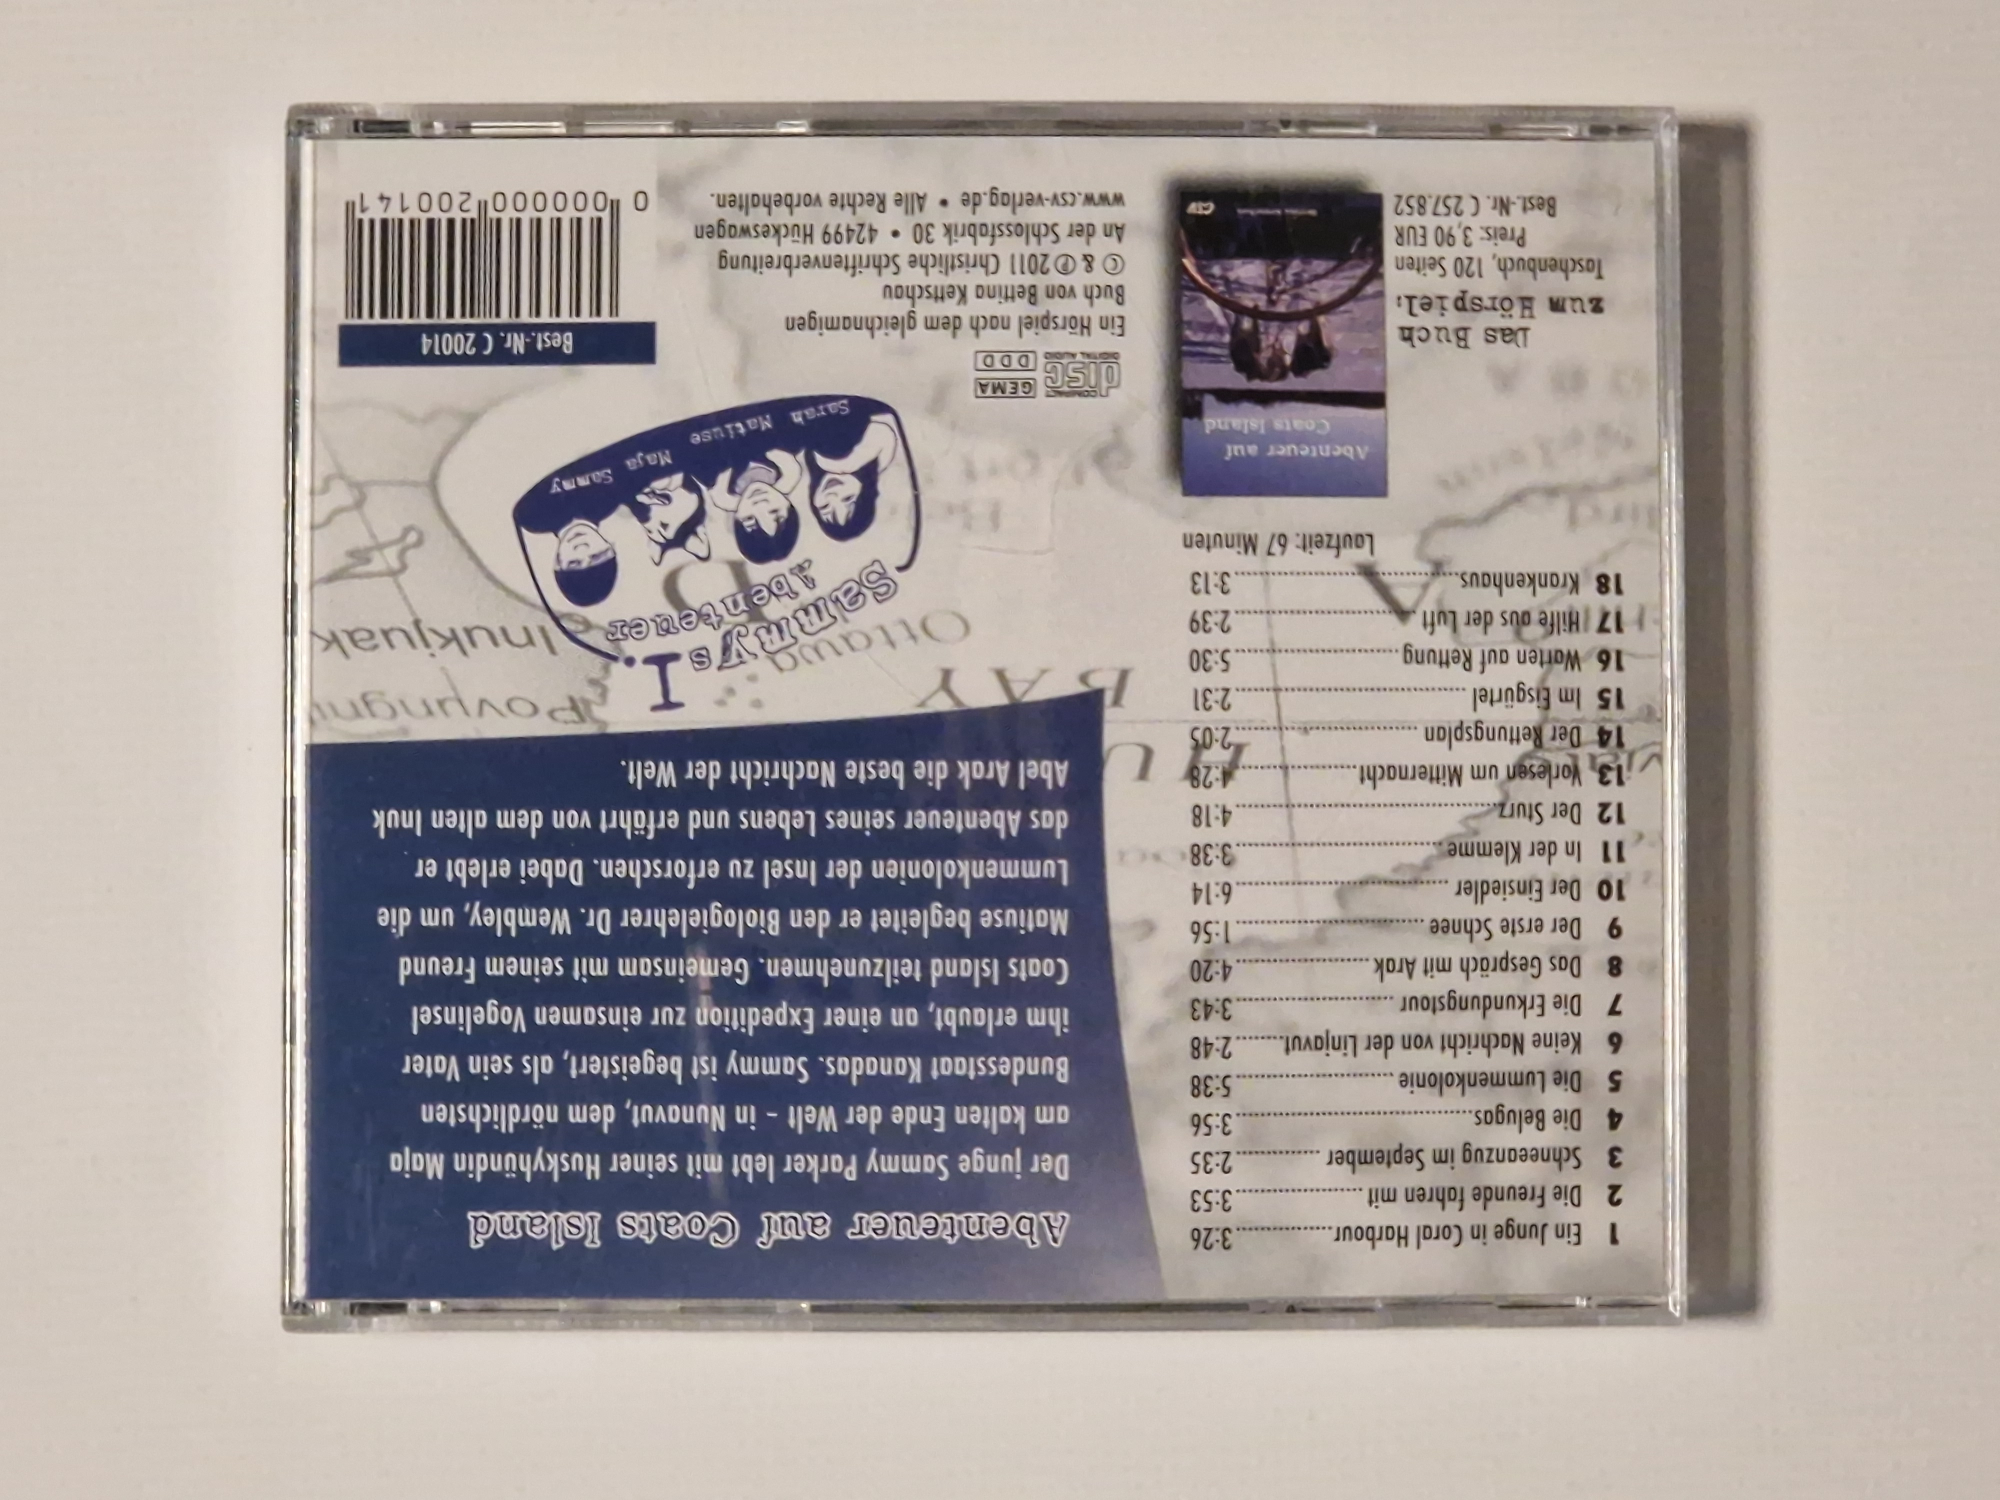 1 Ein Junge in Coral Harbour 3:26
2 Die Freunde fahren mit 3:53
3 Schneeanzug im September 2:35
4 Die Belugas 3:56
5 Die Lummenkolonie 5:38
6 Keine Nachricht von der Linjavut 2:48
7 Die Erkundungstour 3:43
8 Das Gespräch mit Arak 4:20
9 Der erste Schnee 1:56
10 Der Einsiedler 6:14
11 In der Klemme 3:38
12 Der Sturz 4:18
13 Vorlesen um Mitternacht 4:28
14 Der Rettungsplan 2:05
15 Im Eisgürtel 2:31
16 Warten auf Rettung 5:30
17 Hilfe aus der Luft 2:39
18 Krankenhaus 3:13
Laufzeit: 67 Minuten
Abenteuer auf
Coats Island
csv
Das Buch
zum Hörspiel:
Taschenbuch, 120 Seiten
Preis: 3,90 EUR
Best.-Nr. C 257.852
Abenteuer auf Coats Island
Der junge Sammy Parker lebt mit seiner Huskyhündin Maja
am kalten Ende der Welt – in Nunavut, dem nördlichsten
Bundesstaat Kanadas. Sammy ist begeistert, als sein Vater
ihm erlaubt, an einer Expedition zur einsamen Vogelinsel
Coats Island teilzunehmen. Gemeinsam mit seinem Freund
Matiuse begleitet er den Biologielehrer Dr. Wembley, um die
Lummenkolonien der Insel zu erforschen. Dabei erlebt er
das Abenteuer seines Lebens und erfährt von dem alten Inuk
Abel Arak die beste Nachricht der Welt.
HU
BAY
A
Povungni
Inukjuak
Ottawa
1.
Sammys
Abenteuer
Sarah Matiuse Maja Sammy
COMPACT
disc
DIGITAL AUDIO
GEMA
DDD
Ein Hörspiel nach dem gleichnamigen
Buch von Bettina Kettschau
© & ℗ 2011 Christliche Schriftenverbreitung
An der Schlossfabrik 30 • 42499 Hückeswagen
www.csv-verlag.de • Alle Rechte vorbehalten.
Best.-Nr. C 20014
0 000000 200141